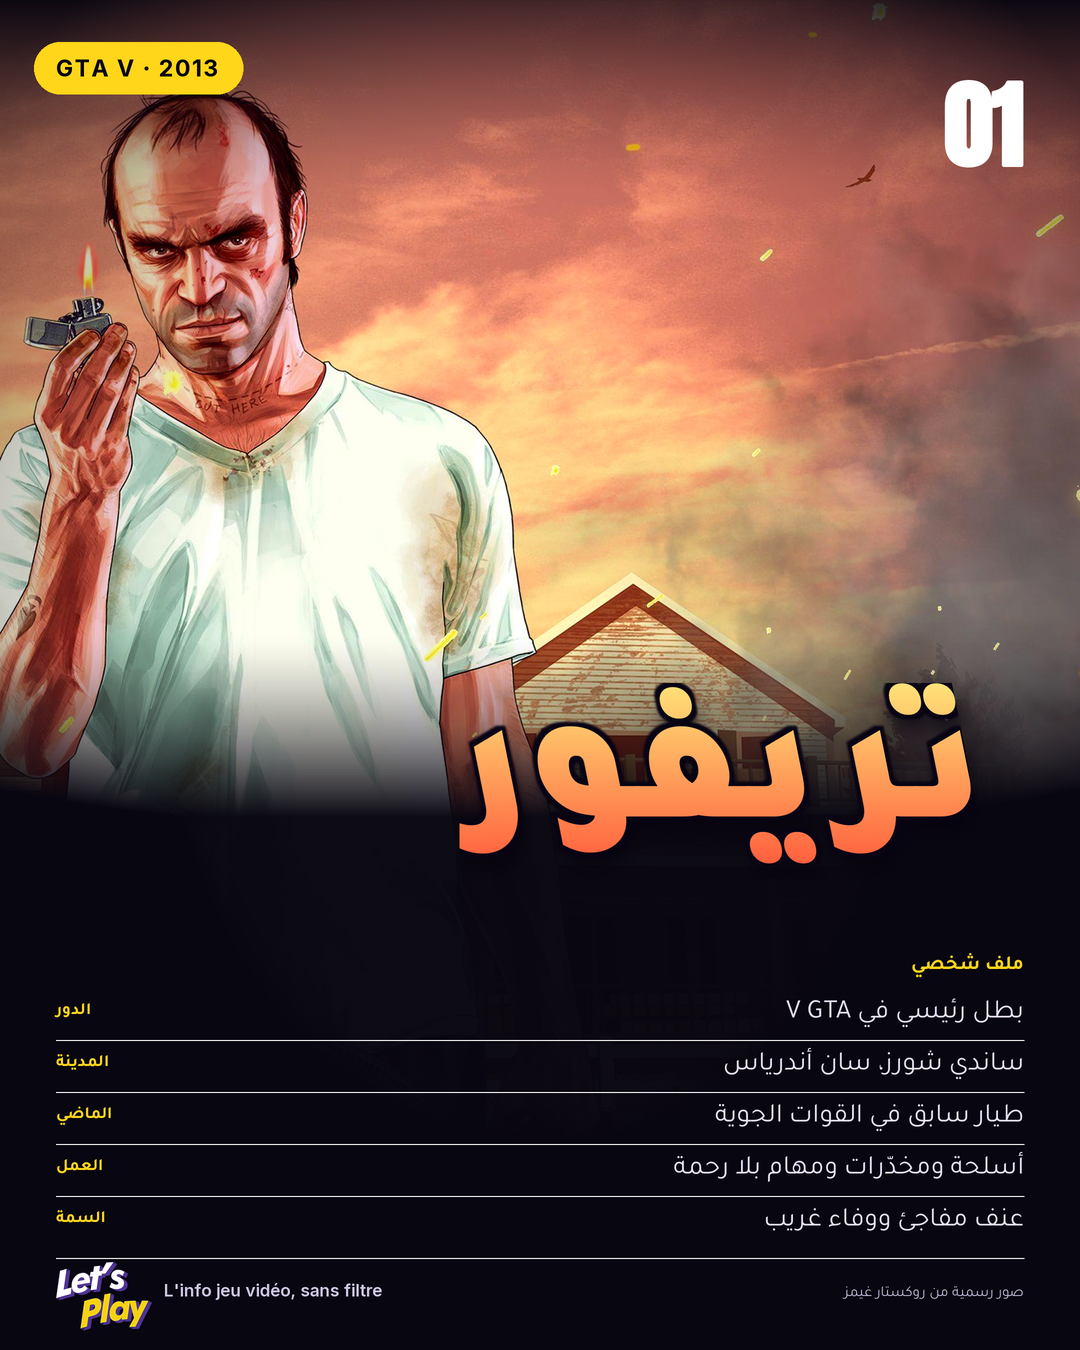 GTA V · 2013
01
CUT HERE
تريفور
ملف شخصي
الدور
بطل رئيسي في V GTA
المدينة
ساندي شورز، سان أندرياس
الماضي
طيار سابق في القوات الجوية
العمل
أسلحة ومخدّرات ومهام بلا رحمة
السمة
عنف مفاجئ ووفاء غريب
Let's
Play
L'info jeu vidéo, sans filtre
صور رسمية من روكستار غيمز